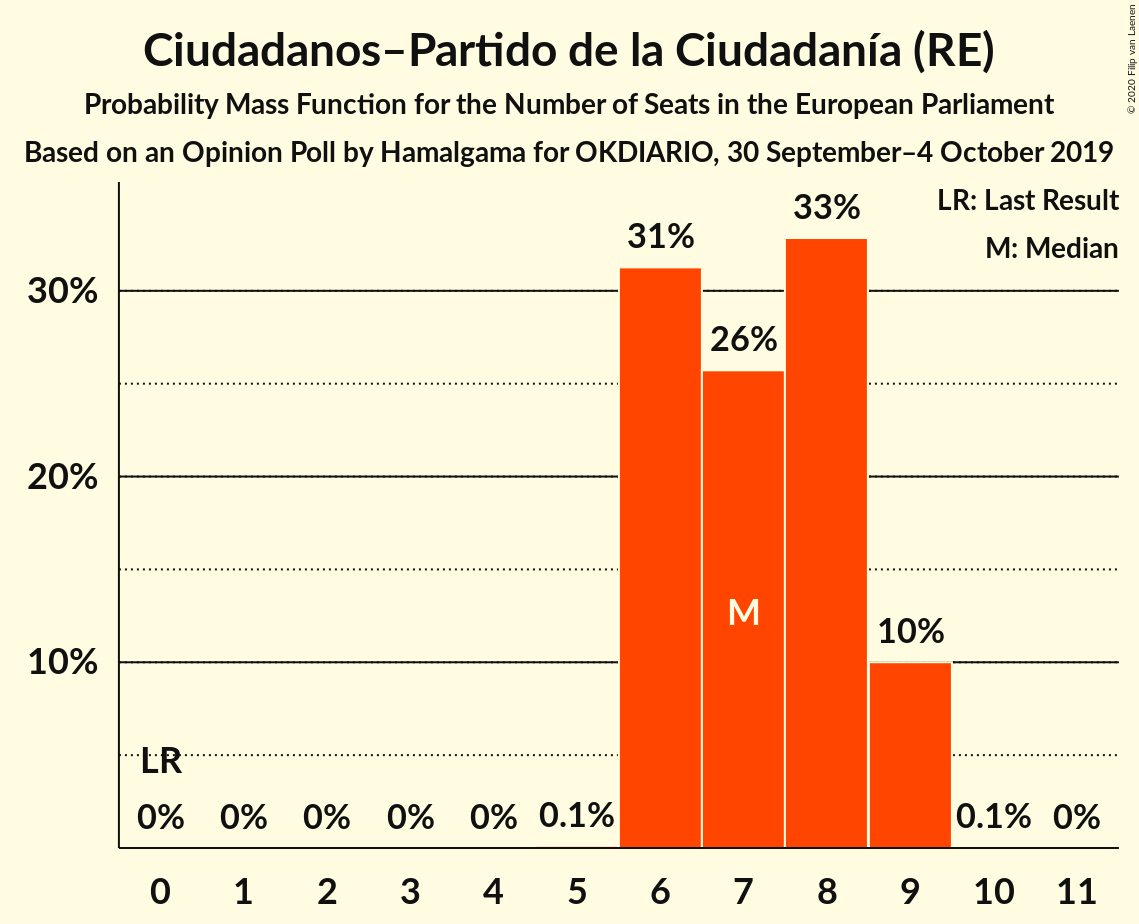 Ciudadanos–Partido de la Ciudadanía (RE)
Probability Mass Function for the Number of Seats in the European Parliament
Based on an Opinion Poll by Hamalgama for OKDIARIO, 30 September–4 October 2019
© 2020 Filip van Laenen
LR: Last Result
M: Median
33%
31%
30%
26%
20%
M
10%
10%
LR
0% 0% 0% 0% 0% 0.1% 0.1% 0%
0 1 2 3 4 5 6 7 8 9 10 11